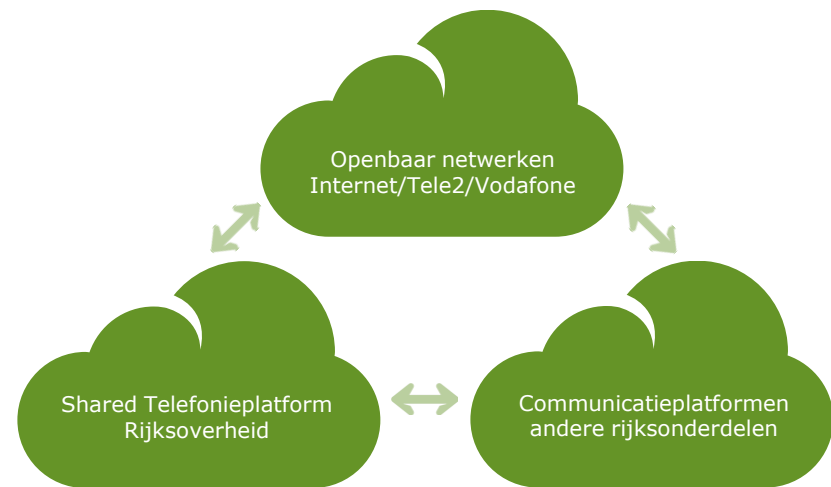 Openbaar netwerken
Internet/Tele2/Vodafone
Shared Telefonieplatform
Rijksoverheid
Communicatieplatformen
andere rijksonderdelen